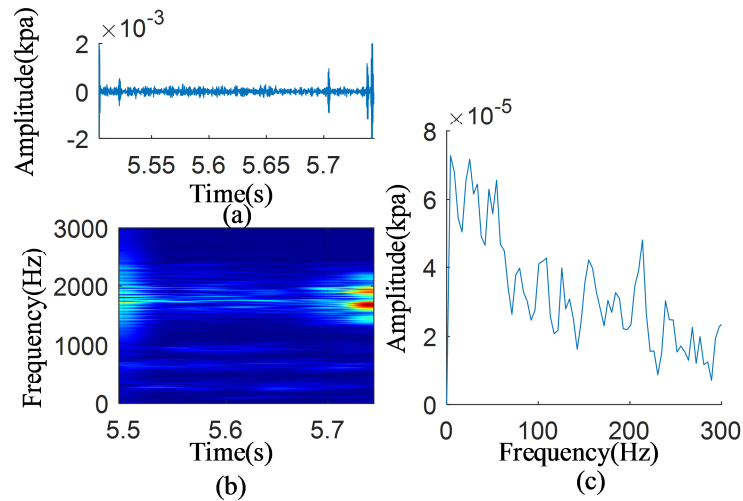 ×10-3
Amplitude(kpa)
2
0
-2
5.55 5.6 5.65 5.7
Time(s)
(a)
Frequency(Hz)
3000
2000
1000
0
5.5 5.6 5.7
Time(s)
(b)
×10-5
Amplitude(kpa)
8
6
4
2
0
0 100 200 300
Frequency(Hz)
(c)